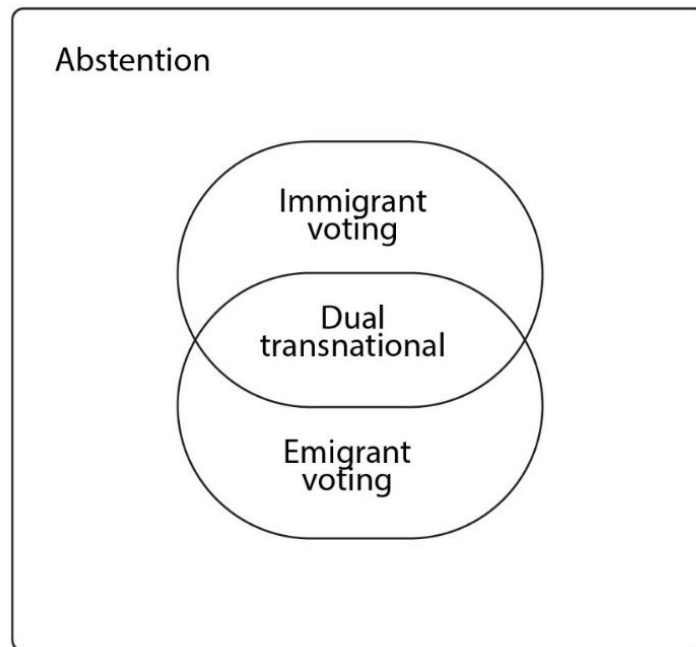 Abstention
Immigrant
voting
Dual
transnational
Emigrant
voting